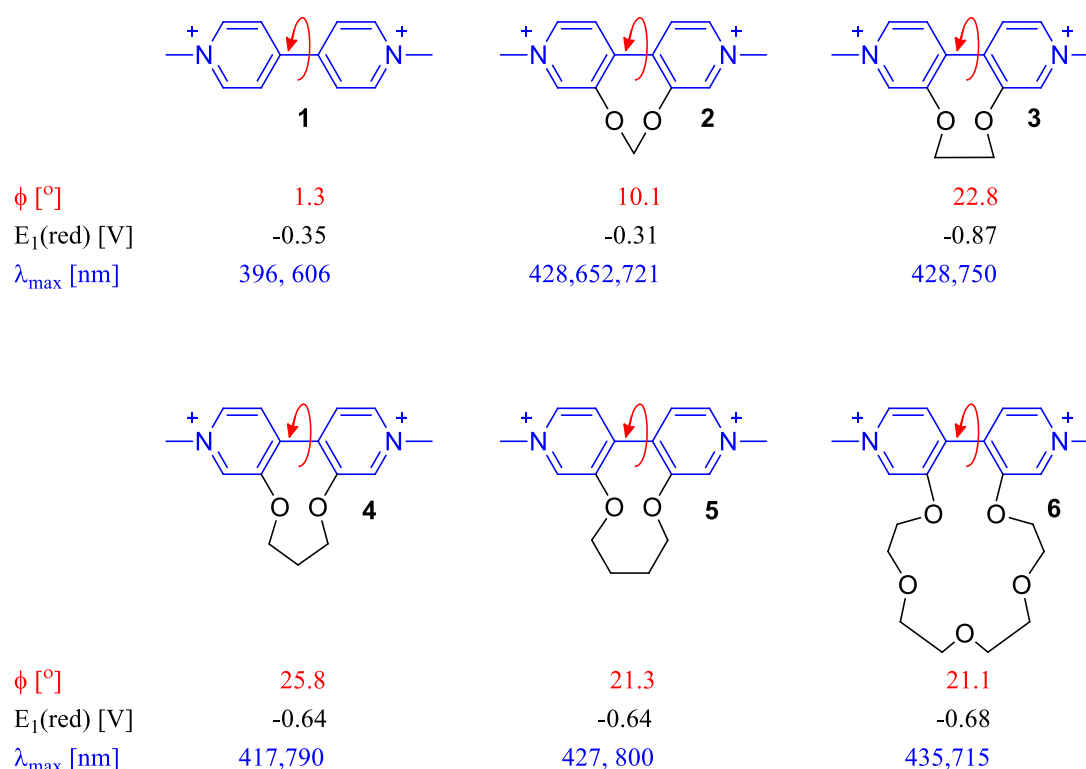 + N N +
1
+ N N +
O O
2
+ N N +
O O
3
ϕ [°] 1.3 10.1 22.8
E₁(red) [V] -0.35 -0.31 -0.87
λmax [nm] 396, 606 428,652,721 428,750
+ N N +
O O
4
+ N N +
O O
5
+ N N +
O O
6
O O
O
ϕ [°] 25.8 21.3 21.1
E₁(red) [V] -0.64 -0.64 -0.68
λmax [nm] 417,790 427, 800 435,715